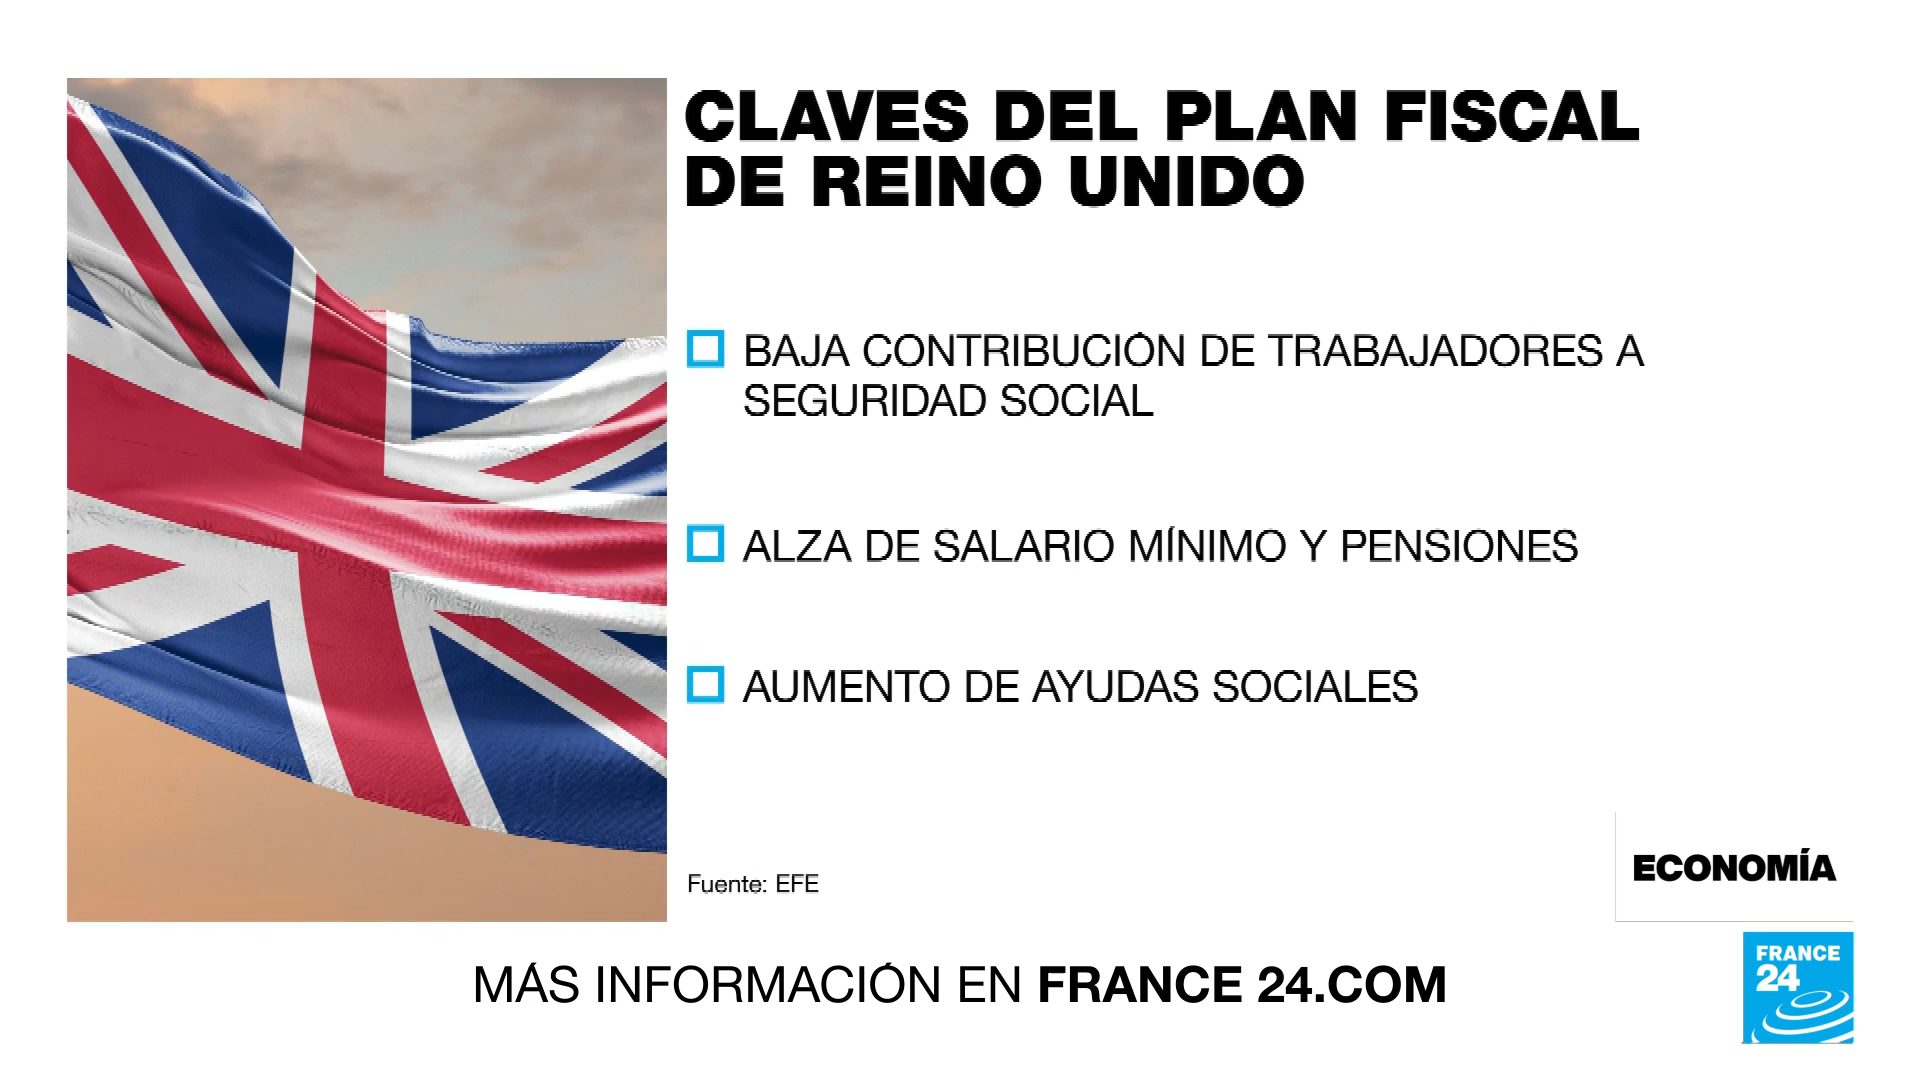 CLAVES DEL PLAN FISCAL
DE REINO UNIDO
BAJA CONTRIBUCIÓN DE TRABAJADORES A
SEGURIDAD SOCIAL
ALZA DE SALARIO MÍNIMO Y PENSIONES
AUMENTO DE AYUDAS SOCIALES
Fuente: EFE
ECONOMÍA
MÁS INFORMACIÓN EN FRANCE 24.COM
FRANCE
24